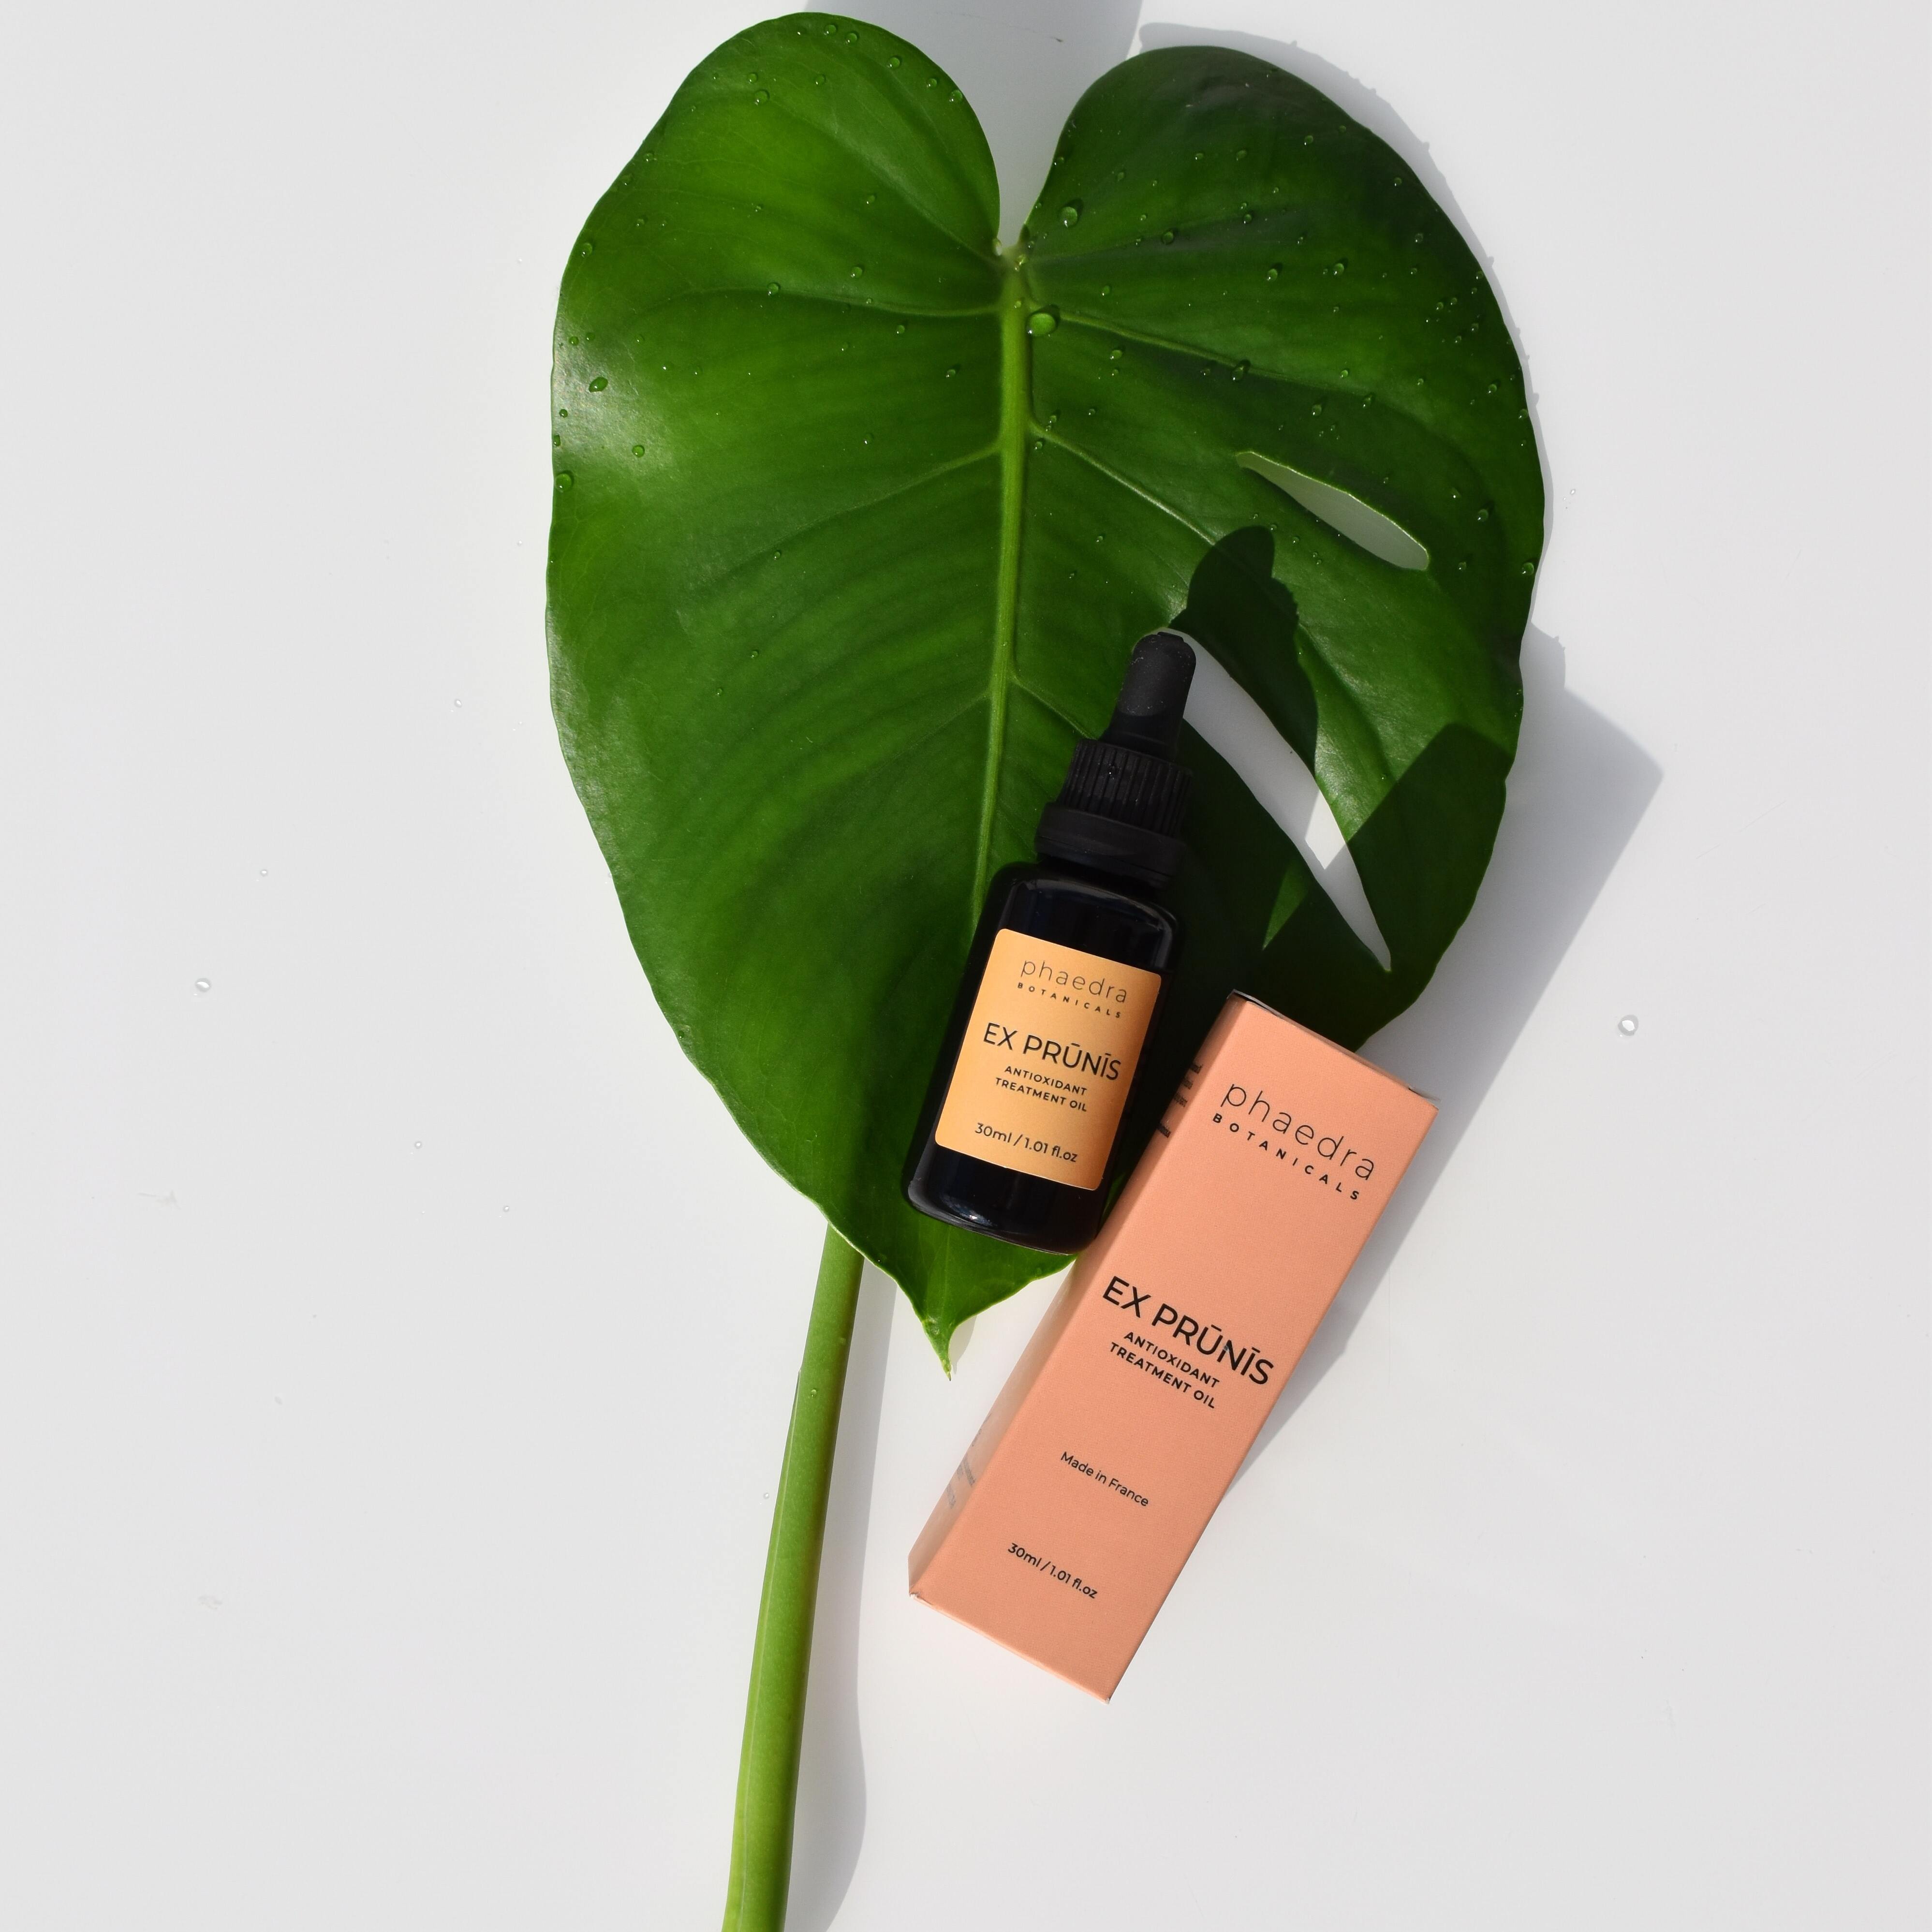 phaedra
BOTANICALS
EX PRŪNĪS
ANTIOXIDANT
TREATMENT OIL
30ml / 1.01 fl.oz
phaedra
BOTANICALS
EX PRŪNĪS
ANTIOXIDANT
TREATMENT OIL
Made in France
30ml / 1.01 fl.oz